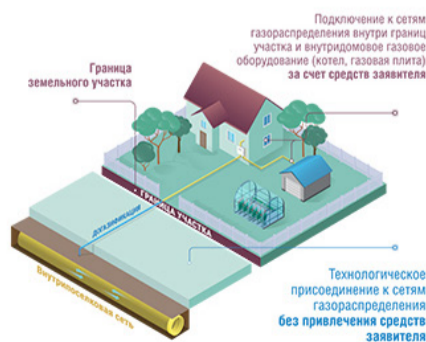 Подключение к сетям
газораспределения внутри границ
участка и внутридомовое газовое
оборудование (котел, газовая плита)
за счет средств заявителя
Граница
земельного участка
ГРАНИЦА УЧАСТКА
ДОГАЗИФИКАЦИЯ
Внутрипоселковая сеть
Технологическое
присоединение к сетям
газораспределения
без привлечения средств
заявителя